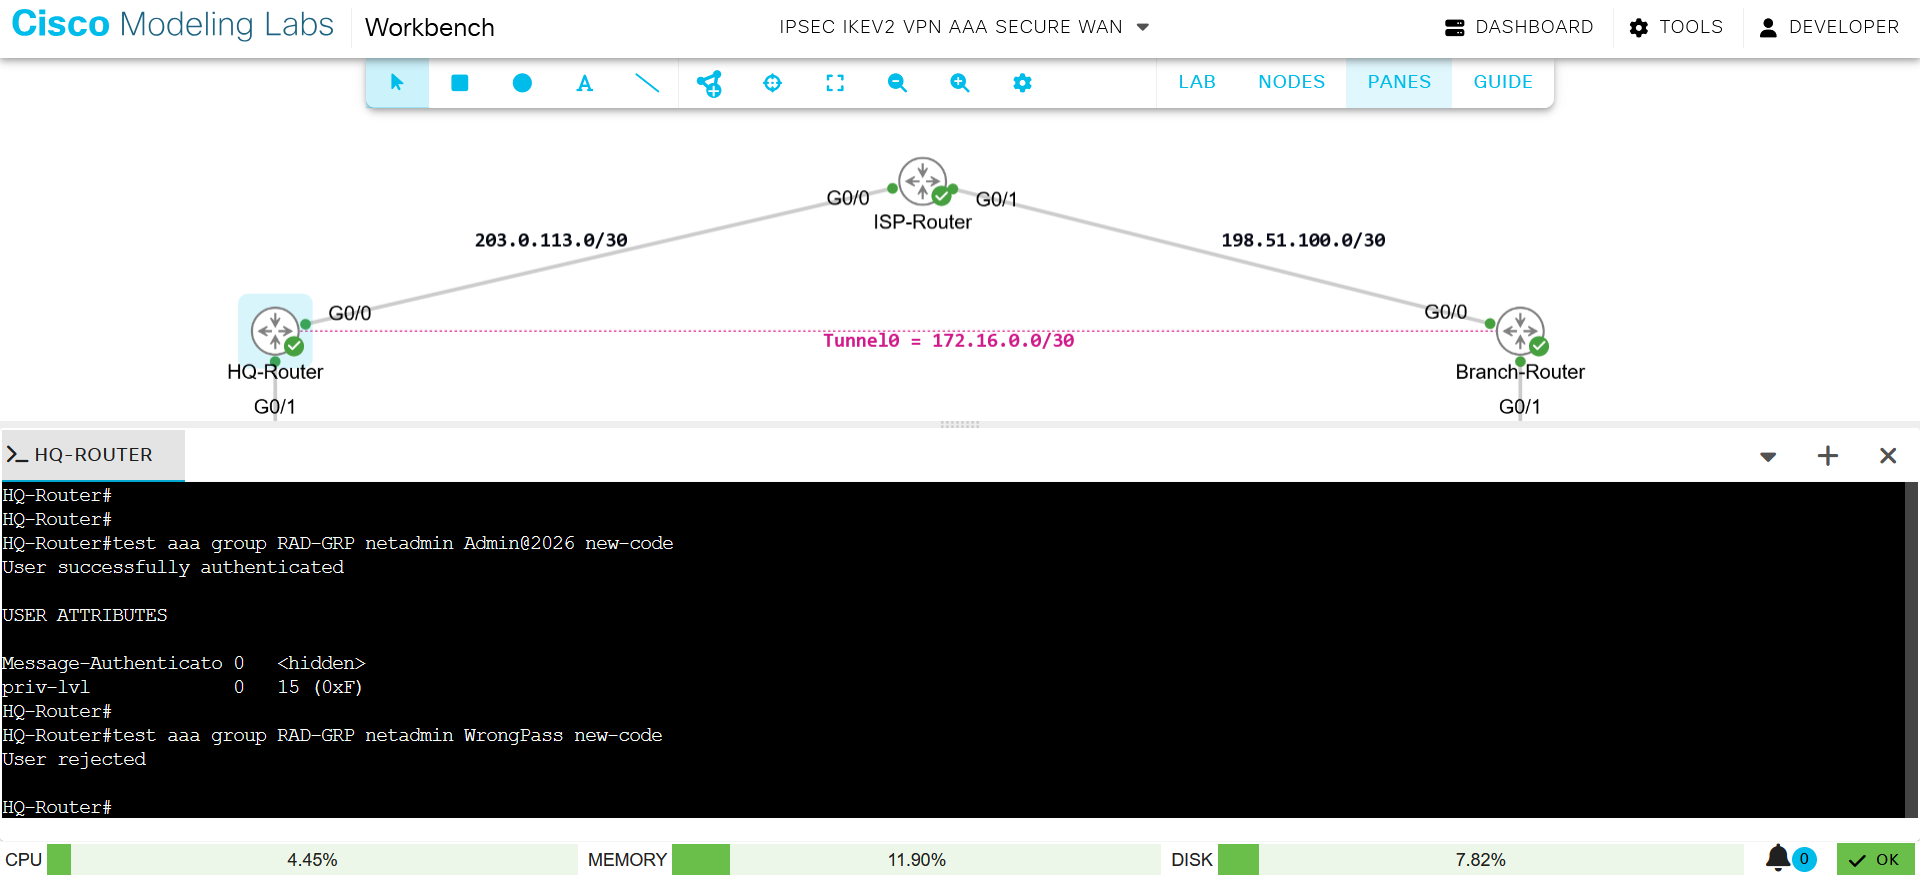 Cisco Modeling Labs Workbench IPSEC IKEV2 VPN AAA SECURE WAN DASHBOARD TOOLS DEVELOPER
A LAB NODES PANES GUIDE
G0/0 G0/1
ISP-Router
203.0.113.0/30 198.51.100.0/30
G0/0 G0/0
Tunnel0 = 172.16.0.0/30
HQ-Router Branch-Router
G0/1 G0/1
>_ HQ-ROUTER
HQ-Router#
HQ-Router#
HQ-Router#test aaa group RAD-GRP netadmin Admin@2026 new-code
User successfully authenticated
USER ATTRIBUTES
Message-Authenticato 0 <hidden>
priv-lvl 0 15 (0xF)
HQ-Router#
HQ-Router#test aaa group RAD-GRP netadmin WrongPass new-code
User rejected
HQ-Router#
CPU 4.45% MEMORY 11.90% DISK 7.82% 0 OK